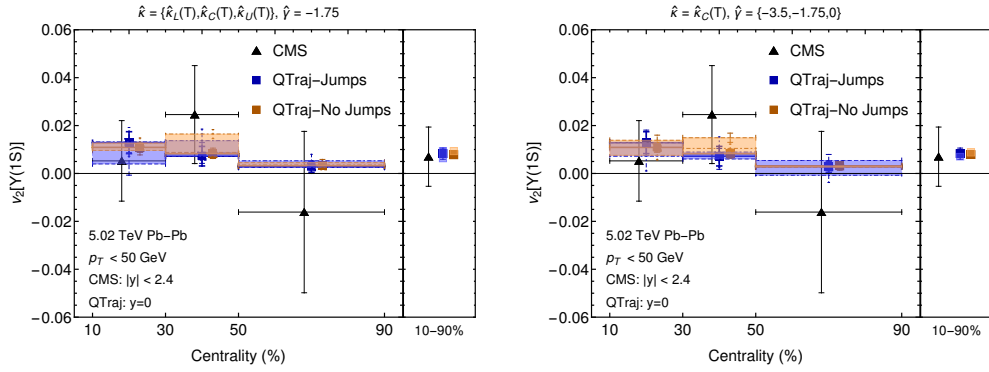 κ̂ = {κ̂_L(T),κ̂_C(T),κ̂_U(T)}, γ̂ = −1.75
0.06
0.04
0.02
0.00
−0.02
−0.04
−0.06
v₂[Υ(1S)]
CMS
QTraj−Jumps
QTraj−No Jumps
5.02 TeV Pb−Pb
p_T < 50 GeV
CMS: |y| < 2.4
QTraj: y=0
10 30 50 90
10−90%
Centrality (%)
κ̂ = κ̂_C(T), γ̂ = {−3.5,−1.75,0}
0.06
0.04
0.02
0.00
−0.02
−0.04
−0.06
v₂[Υ(1S)]
CMS
QTraj−Jumps
QTraj−No Jumps
5.02 TeV Pb−Pb
p_T < 50 GeV
CMS: |y| < 2.4
QTraj: y=0
10 30 50 90
10−90%
Centrality (%)